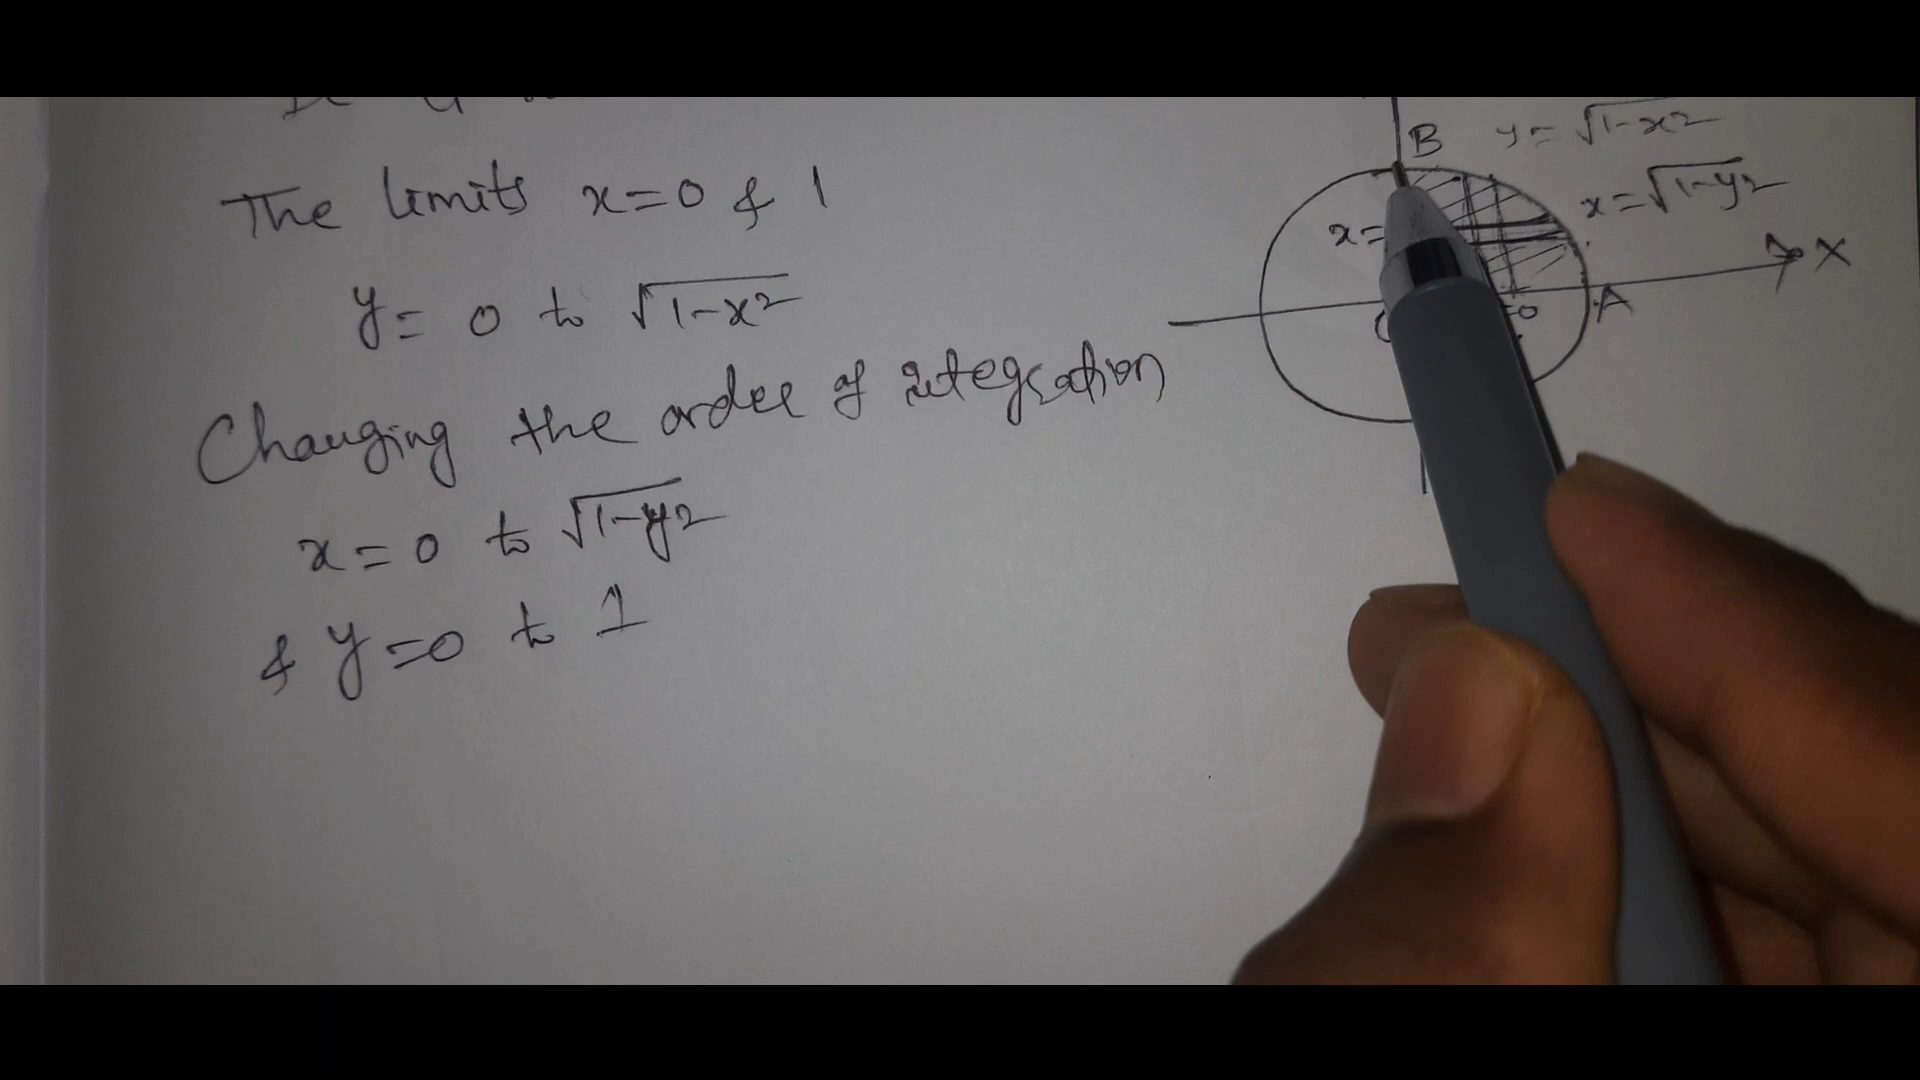 The limits x=0 & 1
y= 0 to √1-x2
Changing the order of integration
x=0 to √1-y2
& y=0 to 1
B
y= √1-x2
x=√1-y2
x=
X
A
=0